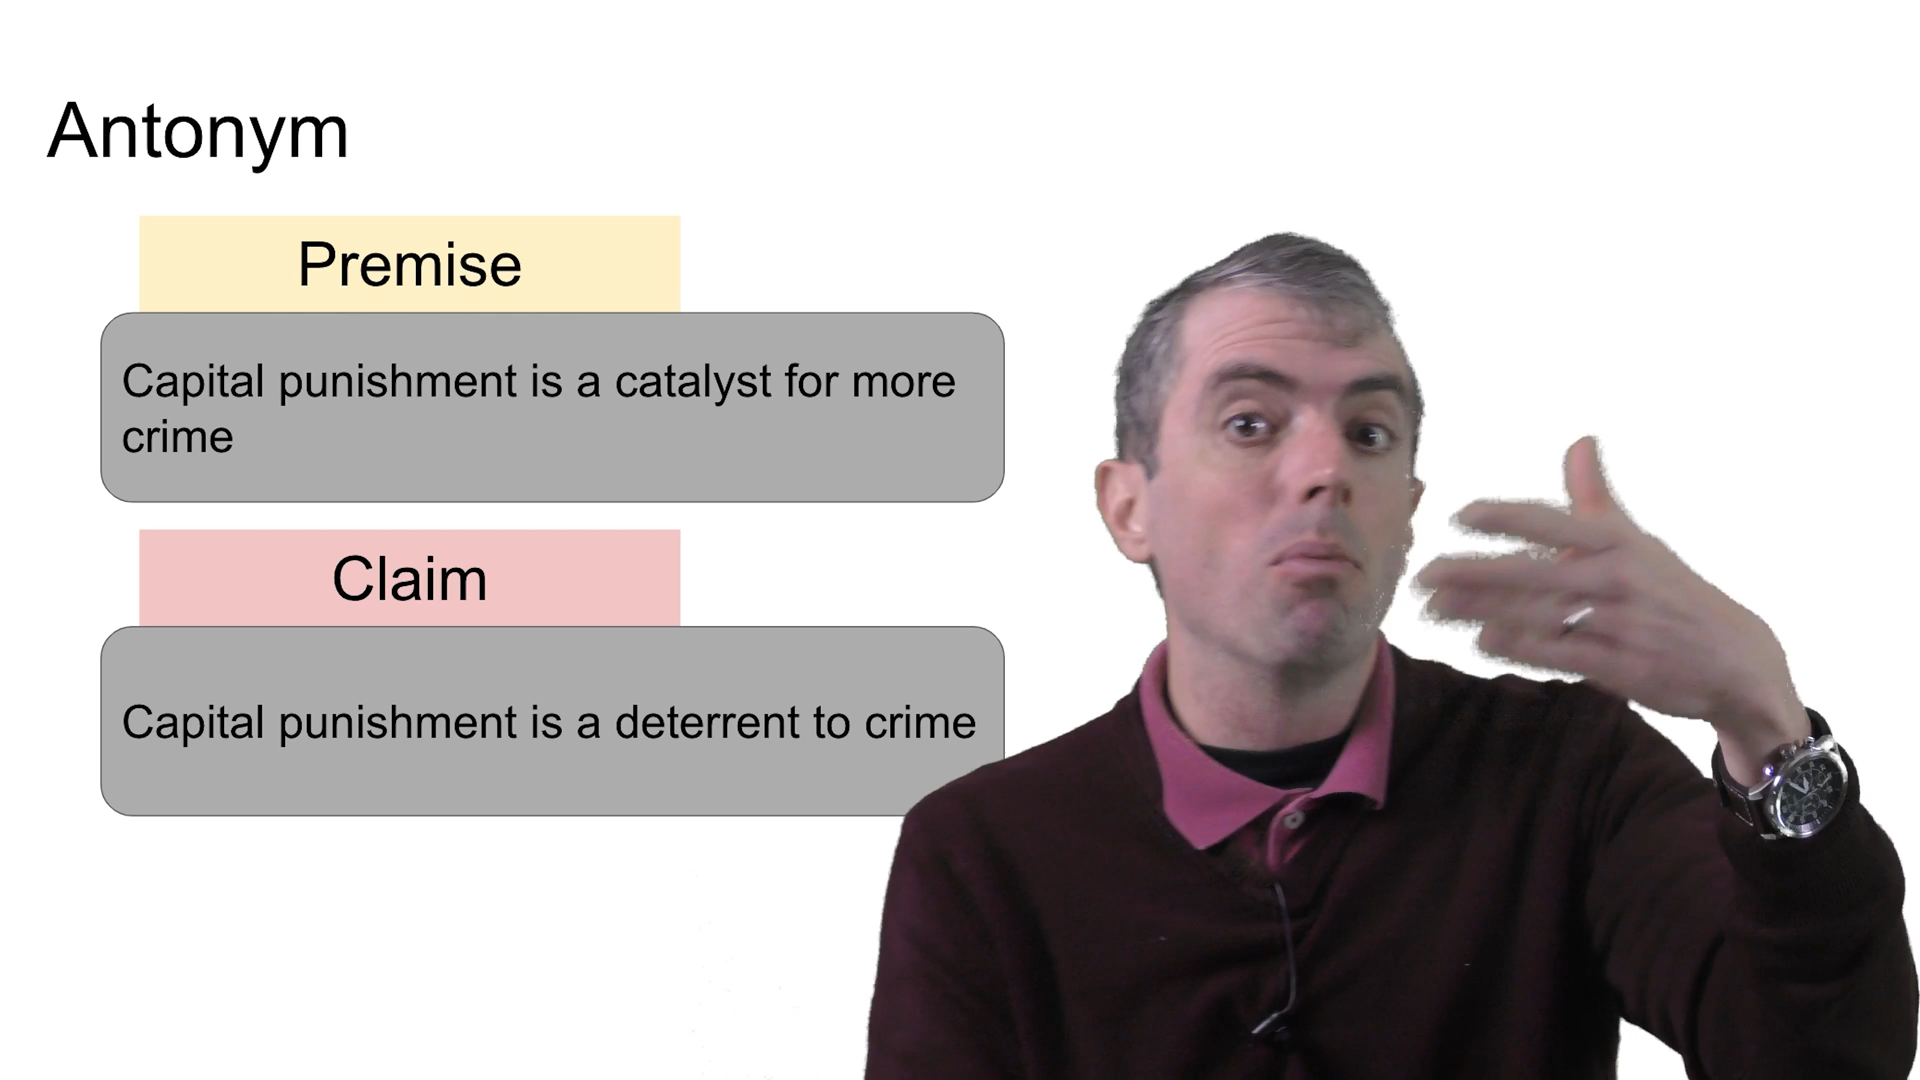 Antonym
Premise
Capital punishment is a catalyst for more
crime
Claim
Capital punishment is a deterrent to crime